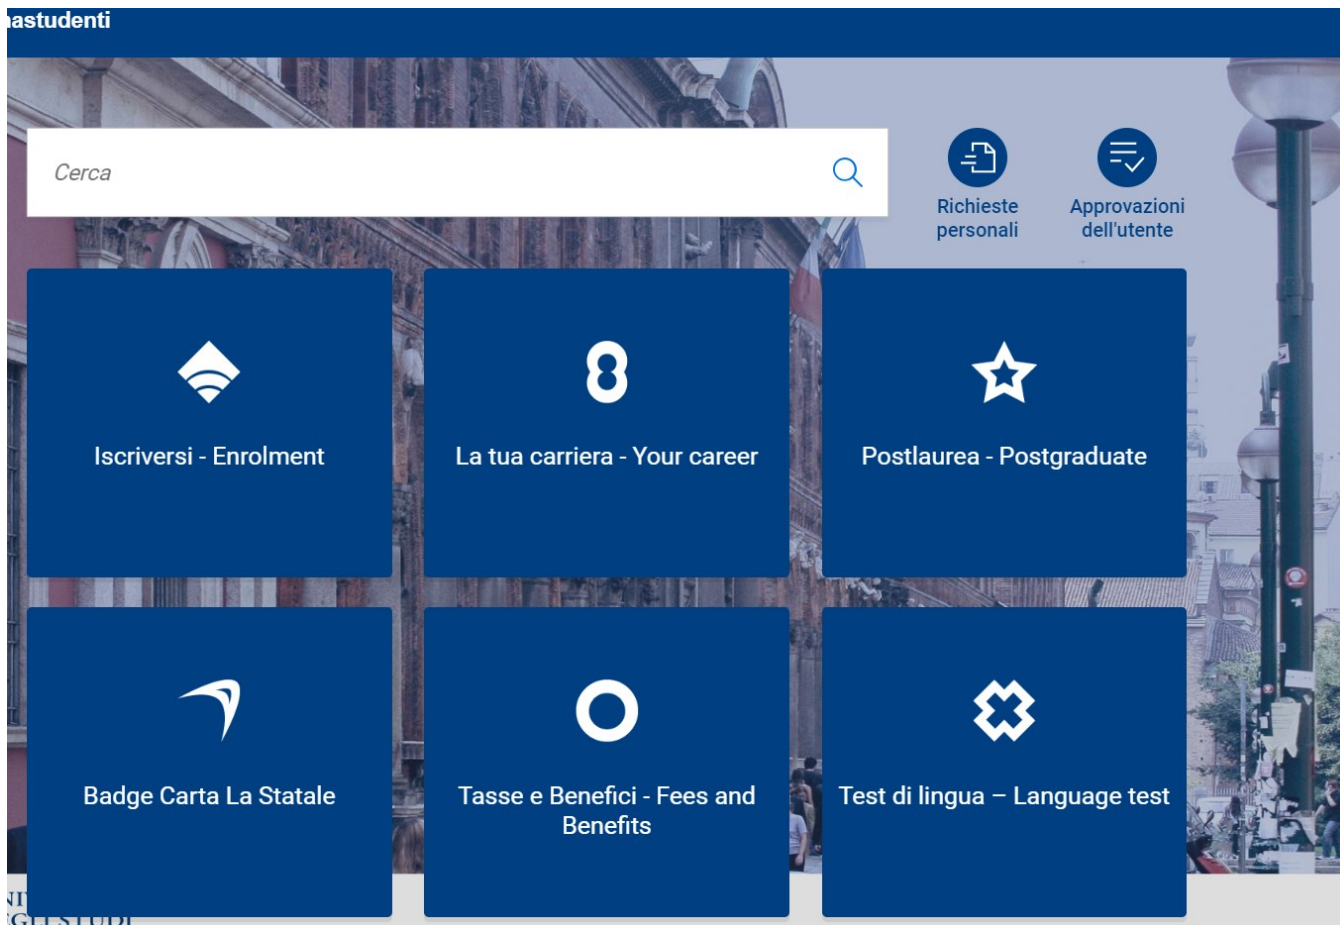 nastudenti
Cerca
Richieste
personali
Approvazioni
dell'utente
Iscriversi - Enrolment
La tua carriera - Your career
Postlaurea - Postgraduate
Badge Carta La Statale
Tasse e Benefici - Fees and
Benefits
Test di lingua – Language test